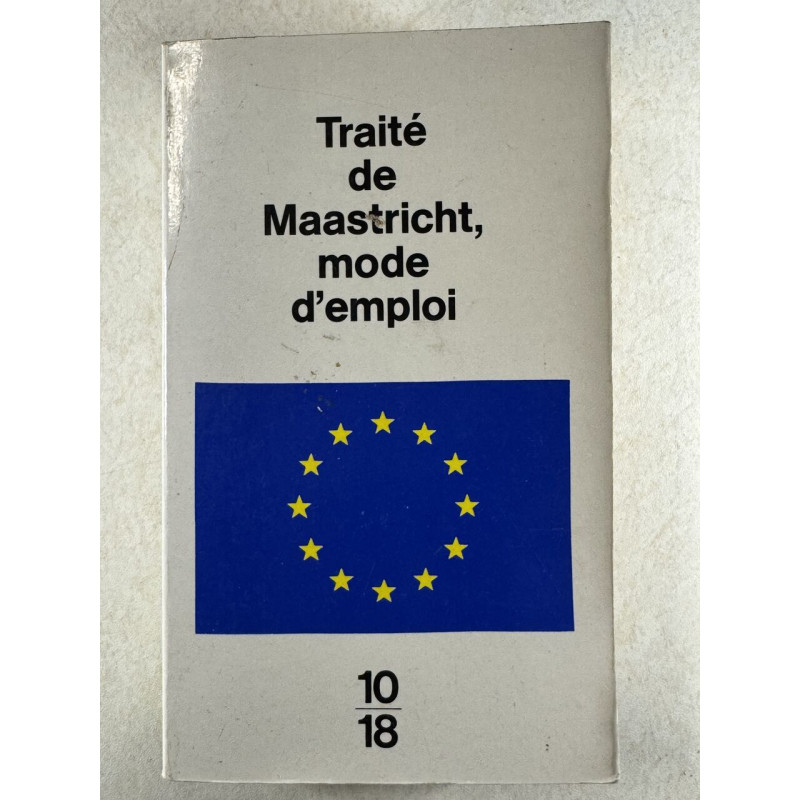 Traité
de
Maastricht,
mode
d'emploi
10
18